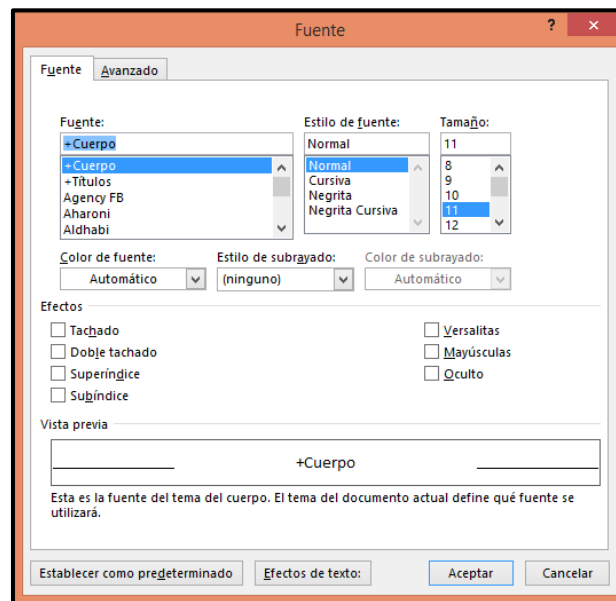 Fuente ? ×
Fuente Avanzado
Fuente: Estilo de fuente: Tamaño:
+Cuerpo Normal 11
+Cuerpo Normal 8
+Títulos Cursiva 9
Agency FB Negrita 10
Aharoni Negrita Cursiva 11
Aldhabi 12
Color de fuente: Estilo de subrayado: Color de subrayado:
Automático (ninguno) Automático
Efectos
Tachado Versalitas
Doble tachado Mayúsculas
Superíndice Oculto
Subíndice
Vista previa
+Cuerpo
Esta es la fuente del tema del cuerpo. El tema del documento actual define qué fuente se
utilizará.
Establecer como predeterminado Efectos de texto: Aceptar Cancelar